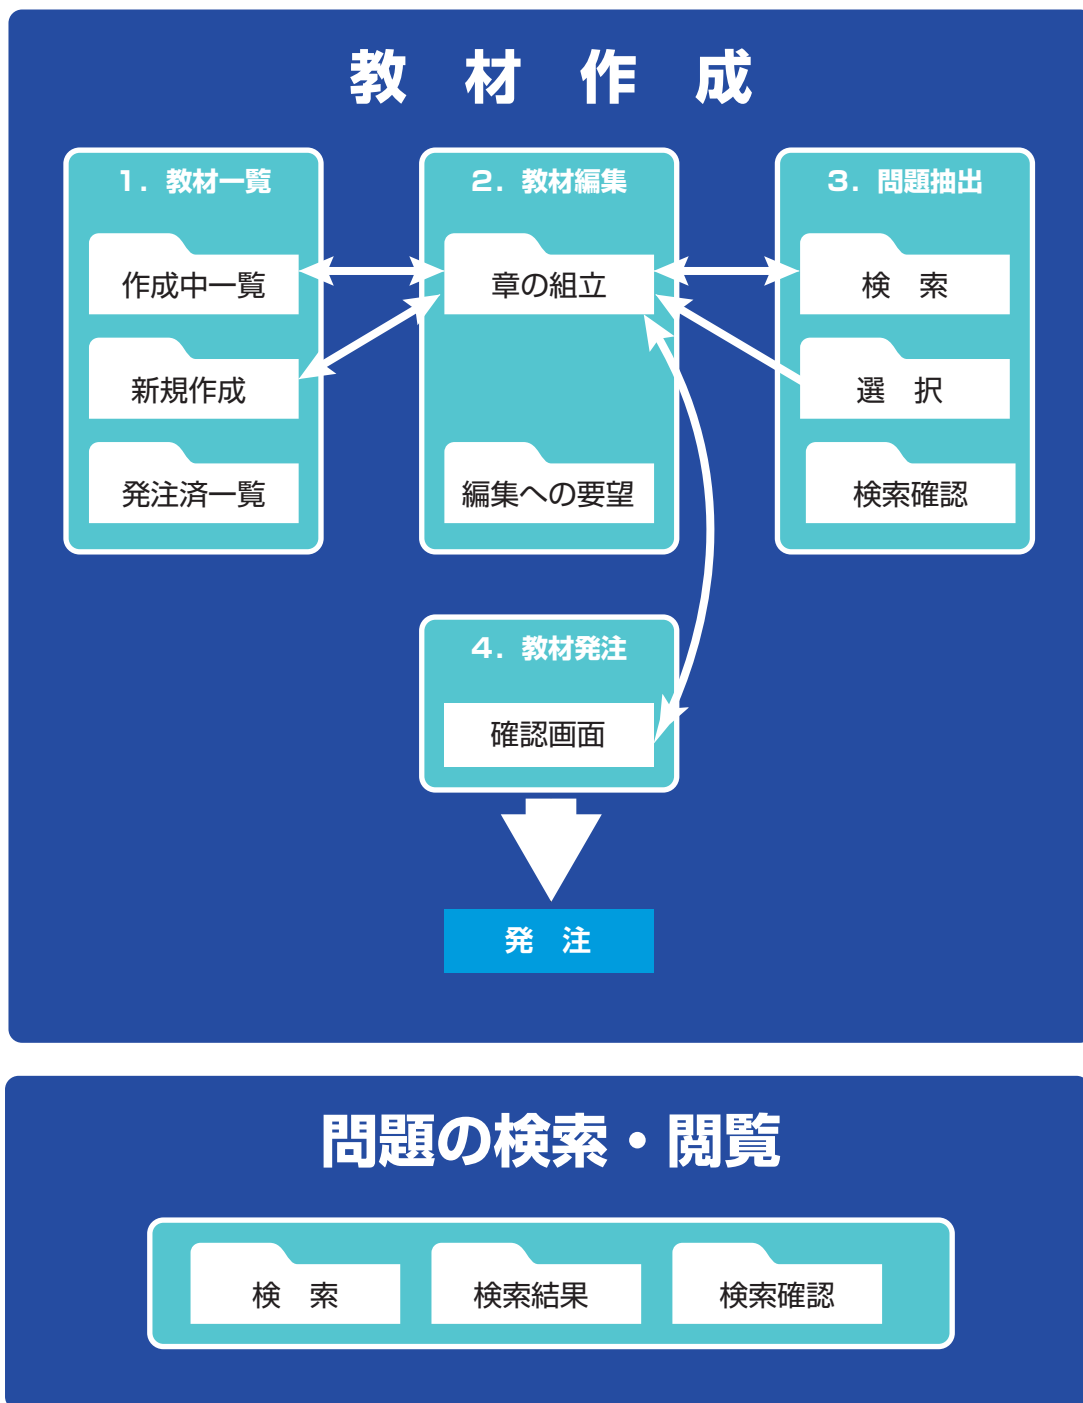 教 材 作 成
1. 教材一覧
作成中一覧
新規作成
発注済一覧
2. 教材編集
章の組立
編集への要望
3. 問題抽出
検 索
選 択
検索確認
4. 教材発注
確認画面
発 注
問題の検索・閲覧
検 索
検索結果
検索確認